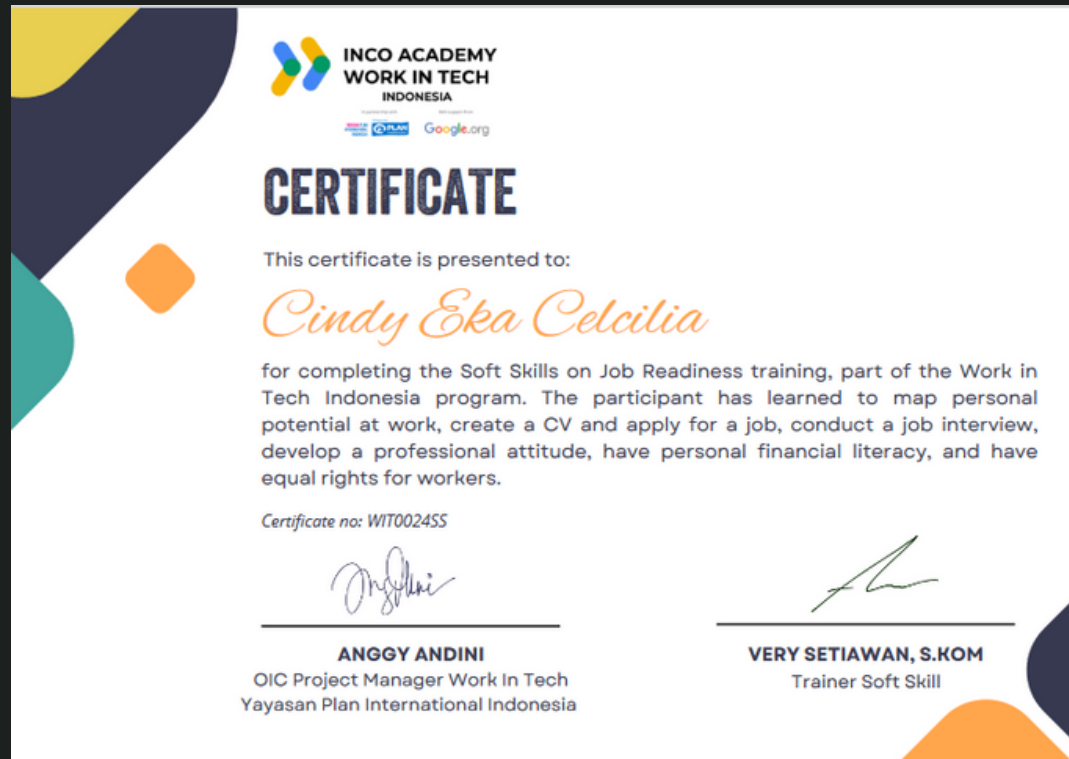 INCO ACADEMY
WORK IN TECH
INDONESIA
PLAN
Google.org
CERTIFICATE
This certificate is presented to:
Cindy Eka Celcilia
for completing the Soft Skills on Job Readiness training, part of the Work in
Tech Indonesia program. The participant has learned to map personal
potential at work, create a CV and apply for a job, conduct a job interview,
develop a professional attitude, have personal financial literacy, and have
equal rights for workers.
Certificate no: WIT0024SS
ANGGY ANDINI
OIC Project Manager Work In Tech
Yayasan Plan International Indonesia
VERY SETIAWAN, S.KOM
Trainer Soft Skill